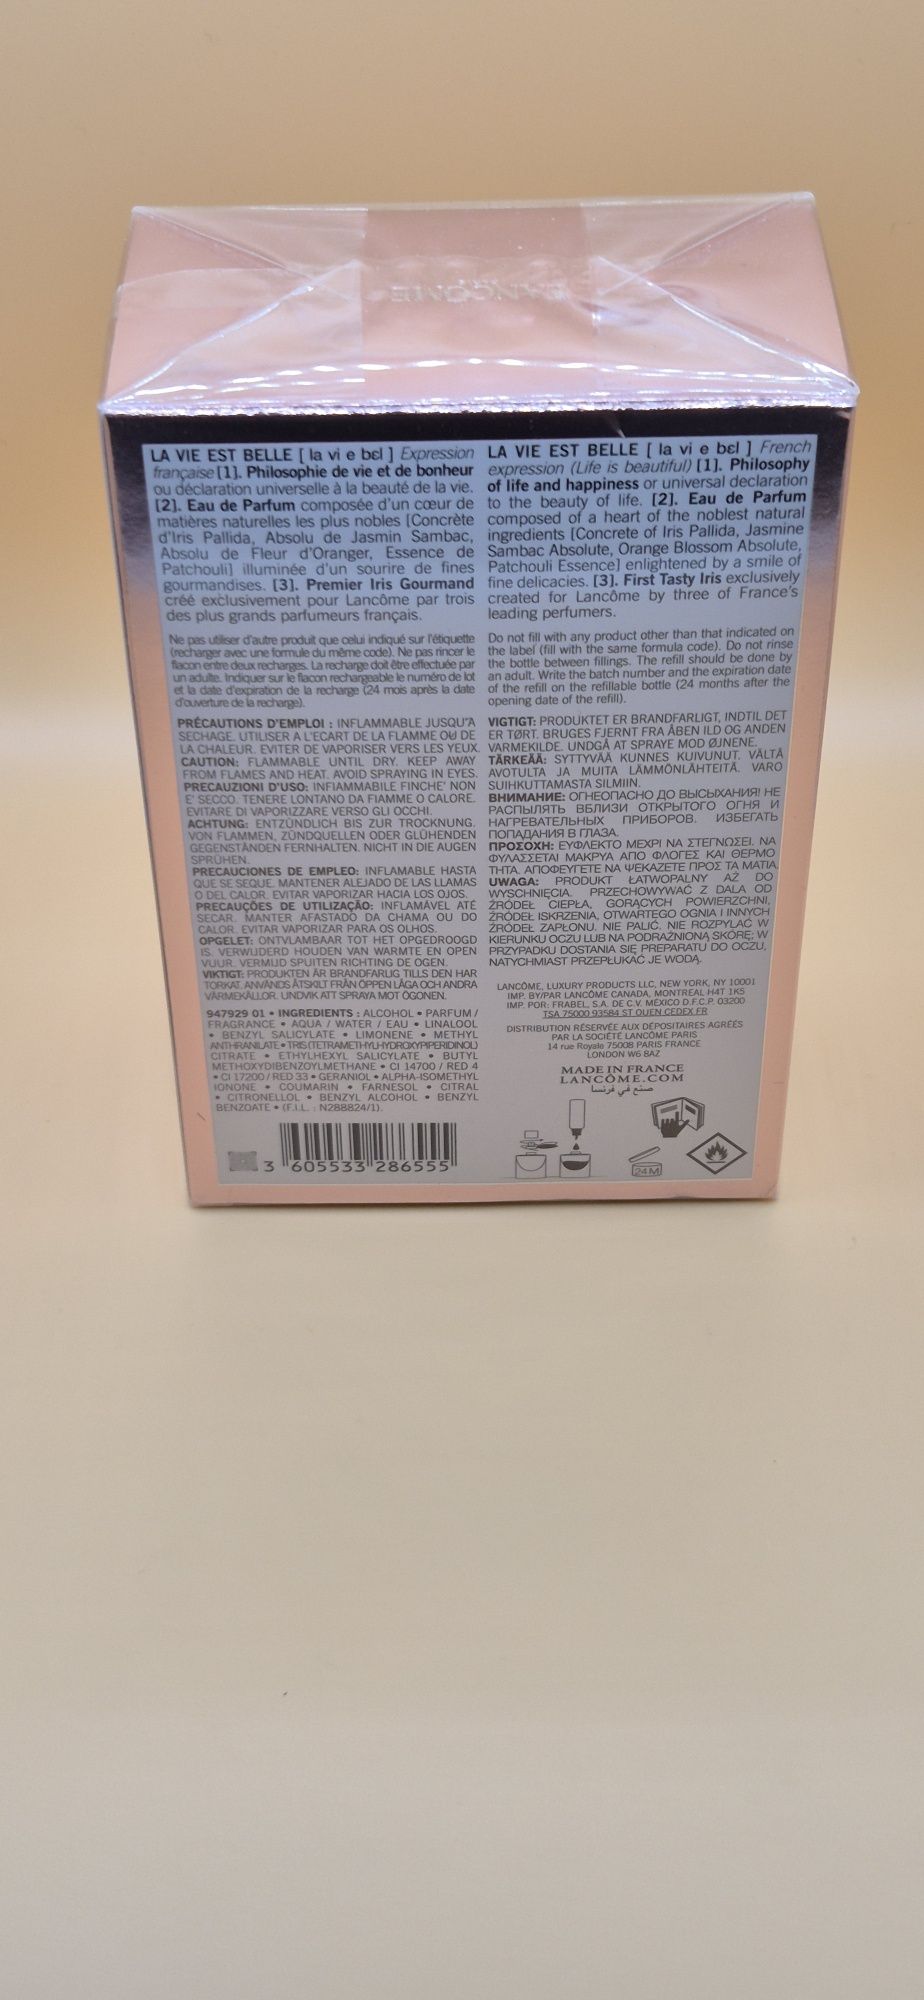 LANCÔME
LA VIE EST BELLE [ la vi e bɛl ] Expression
française [1]. Philosophie de vie et de bonheur
ou déclaration universelle à la beauté de la vie.
[2]. Eau de Parfum composée d'un cœur de
matières naturelles les plus nobles [Concrète
d'Iris Pallida, Absolu de Jasmin Sambac,
Absolu de Fleur d'Oranger, Essence de
Patchouli] illuminée d'un sourire de fines
gourmandises. [3]. Premier Iris Gourmand
créé exclusivement pour Lancôme par trois
des plus grands parfumeurs français.
Ne pas utiliser d'autre produit que celui indiqué sur l'étiquette
(recharger avec une formule du même code). Ne pas rincer le
flacon entre deux recharges. La recharge doit être effectuée par
un adulte. Indiquer sur le flacon rechargeable le numéro de lot
et la date d'expiration de la recharge (24 mois après la date
d'ouverture de la recharge).
PRÉCAUTIONS D'EMPLOI : INFLAMMABLE JUSQU'A
SECHAGE. UTILISER A L'ECART DE LA FLAMME OU DE
LA CHALEUR. EVITER DE VAPORISER VERS LES YEUX.
CAUTION: FLAMMABLE UNTIL DRY. KEEP AWAY
FROM FLAMES AND HEAT. AVOID SPRAYING IN EYES.
PRECAUZIONI D'USO: INFIAMMABILE FINCHE' NON
E' SECCO. TENERE LONTANO DA FIAMME O CALORE.
EVITARE DI VAPORIZZARE VERSO GLI OCCHI.
ACHTUNG: ENTZÜNDLICH BIS ZUR TROCKNUNG.
VON FLAMMEN, ZÜNDQUELLEN ODER GLÜHENDEN
GEGENSTÄNDEN FERNHALTEN. NICHT IN DIE AUGEN
SPRÜHEN.
PRECAUCIONES DE EMPLEO: INFLAMABLE HASTA
QUE SE SEQUE. MANTENER ALEJADO DE LAS LLAMAS
O DEL CALOR. EVITAR VAPORIZAR HACIA LOS OJOS.
PRECAUÇÕES DE UTILIZAÇÃO: INFLAMÁVEL ATÉ
SECAR. MANTER AFASTADO DA CHAMA OU DO
CALOR. EVITAR VAPORIZAR PARA OS OLHOS.
OPGELET: ONTVLAMBAAR TOT HET OPGEDROOGD
IS. VERWIJDERD HOUDEN VAN WARMTE EN OPEN
VUUR. VERMIJD SPUITEN RICHTING DE OGEN.
VIKTIGT: PRODUKTEN ÄR BRANDFARLIG TILLS DEN HAR
TORKAT. ANVÄNDS ÅTSKILT FRÅN ÖPPEN LÅGA OCH ANDRA
VÄRMEKÄLLOR. UNDVIK ATT SPRAYA MOT ÖGONEN.
947929 01 • INGREDIENTS : ALCOHOL • PARFUM /
FRAGRANCE • AQUA / WATER / EAU • LINALOOL
• BENZYL SALICYLATE • LIMONENE • METHYL
ANTHRANILATE • TRIS(TETRAMETHYLHYDROXYPIPERIDINOL)
CITRATE • ETHYLHEXYL SALICYLATE • BUTYL
METHOXYDIBENZOYLMETHANE • CI 14700 / RED 4
• CI 17200 / RED 33 • GERANIOL • ALPHA-ISOMETHYL
IONONE • COUMARIN • FARNESOL • CITRAL
• CITRONELLOL • BENZYL ALCOHOL • BENZYL
BENZOATE • (F.I.L. : N288824/1).
3 605533 286555
LA VIE EST BELLE [ la vi e bɛl ] French
expression (Life is beautiful) [1]. Philosophy
of life and happiness or universal declaration
to the beauty of life. [2]. Eau de Parfum
composed of a heart of the noblest natural
ingredients [Concrete of Iris Pallida, Jasmine
Sambac Absolute, Orange Blossom Absolute,
Patchouli Essence] enlightened by a smile of
fine delicacies. [3]. First Tasty Iris exclusively
created for Lancôme by three of France's
leading perfumers.
Do not fill with any product other than that indicated on
the label (fill with the same formula code). Do not rinse
the bottle between fillings. The refill should be done by
an adult. Write the batch number and the expiration date
of the refill on the refillable bottle (24 months after the
opening date of the refill).
VIGTIGT: PRODUKTET ER BRANDFARLIGT, INDTIL DET
ER TØRT. BRUGES FJERNT FRA ÅBEN ILD OG ANDEN
VARMEKILDE. UNDGÅ AT SPRAYE MOD ØJNENE.
TÄRKEÄÄ: SYTTYVÄÄ KUNNES KUIVUNUT. VÄLTÄ
AVOTULTA JA MUITA LÄMMÖNLÄHTEITÄ. VARO
SUIHKUTTAMASTA SILMIIN.
ВНИМАНИЕ: ОГНЕОПАСНО ДО ВЫСЫХАНИЯ! НЕ
РАСПЫЛЯТЬ ВБЛИЗИ ОТКРЫТОГО ОГНЯ И
НАГРЕВАТЕЛЬНЫХ ПРИБОРОВ. ИЗБЕГАТЬ
ПОПАДАНИЯ В ГЛАЗА.
ΠΡΟΣΟΧΗ: ΕΥΦΛΕΚΤΟ ΜΕΧΡΙ ΝΑ ΣΤΕΓΝΩΣΕΙ. ΝΑ
ΦΥΛΑΣΣΕΤΑΙ ΜΑΚΡΥΑ ΑΠΟ ΦΛΟΓΕΣ ΚΑΙ ΘΕΡΜΟ
ΤΗΤΑ. ΑΠΟΦΕΥΓΕΤΕ ΝΑ ΨΕΚΑΖΕΤΕ ΠΡΟΣ ΤΑ ΜΑΤΙΑ.
UWAGA: PRODUKT ŁATWOPALNY AŻ DO
WYSCHNIĘCIA. PRZECHOWYWAĆ Z DALA OD
ŹRÓDEŁ CIEPŁA, GORĄCYCH POWIERZCHNI,
ŹRÓDEŁ ISKRZENIA, OTWARTEGO OGNIA I INNYCH
ŹRÓDEŁ ZAPŁONU. NIE PALIĆ. NIE ROZPYLAĆ W
KIERUNKU OCZU LUB NA PODRAŻNIONĄ SKÓRĘ; W
PRZYPADKU DOSTANIA SIĘ PREPARATU DO OCZU,
NATYCHMIAST PRZEPŁUKAĆ JE WODĄ.
LANCÔME, LUXURY PRODUCTS LLC, NEW YORK, NY 10001
IMP. BY/PAR LANCÔME CANADA, MONTREAL H4T 1K5
IMP. POR: FRABEL, S.A. DE C.V. MEXICO D.F.C.P. 03200
TSA 75000 93584 ST OUEN CEDEX FR
DISTRIBUTION RÉSERVÉE AUX DÉPOSITAIRES AGRÉÉS
PAR LA SOCIÉTÉ LANCÔME PARIS
14 rue Royale 75008 PARIS FRANCE
LONDON W6 8AZ
MADE IN FRANCE
LANCÔME.COM
صنع في فرنسا
24 M